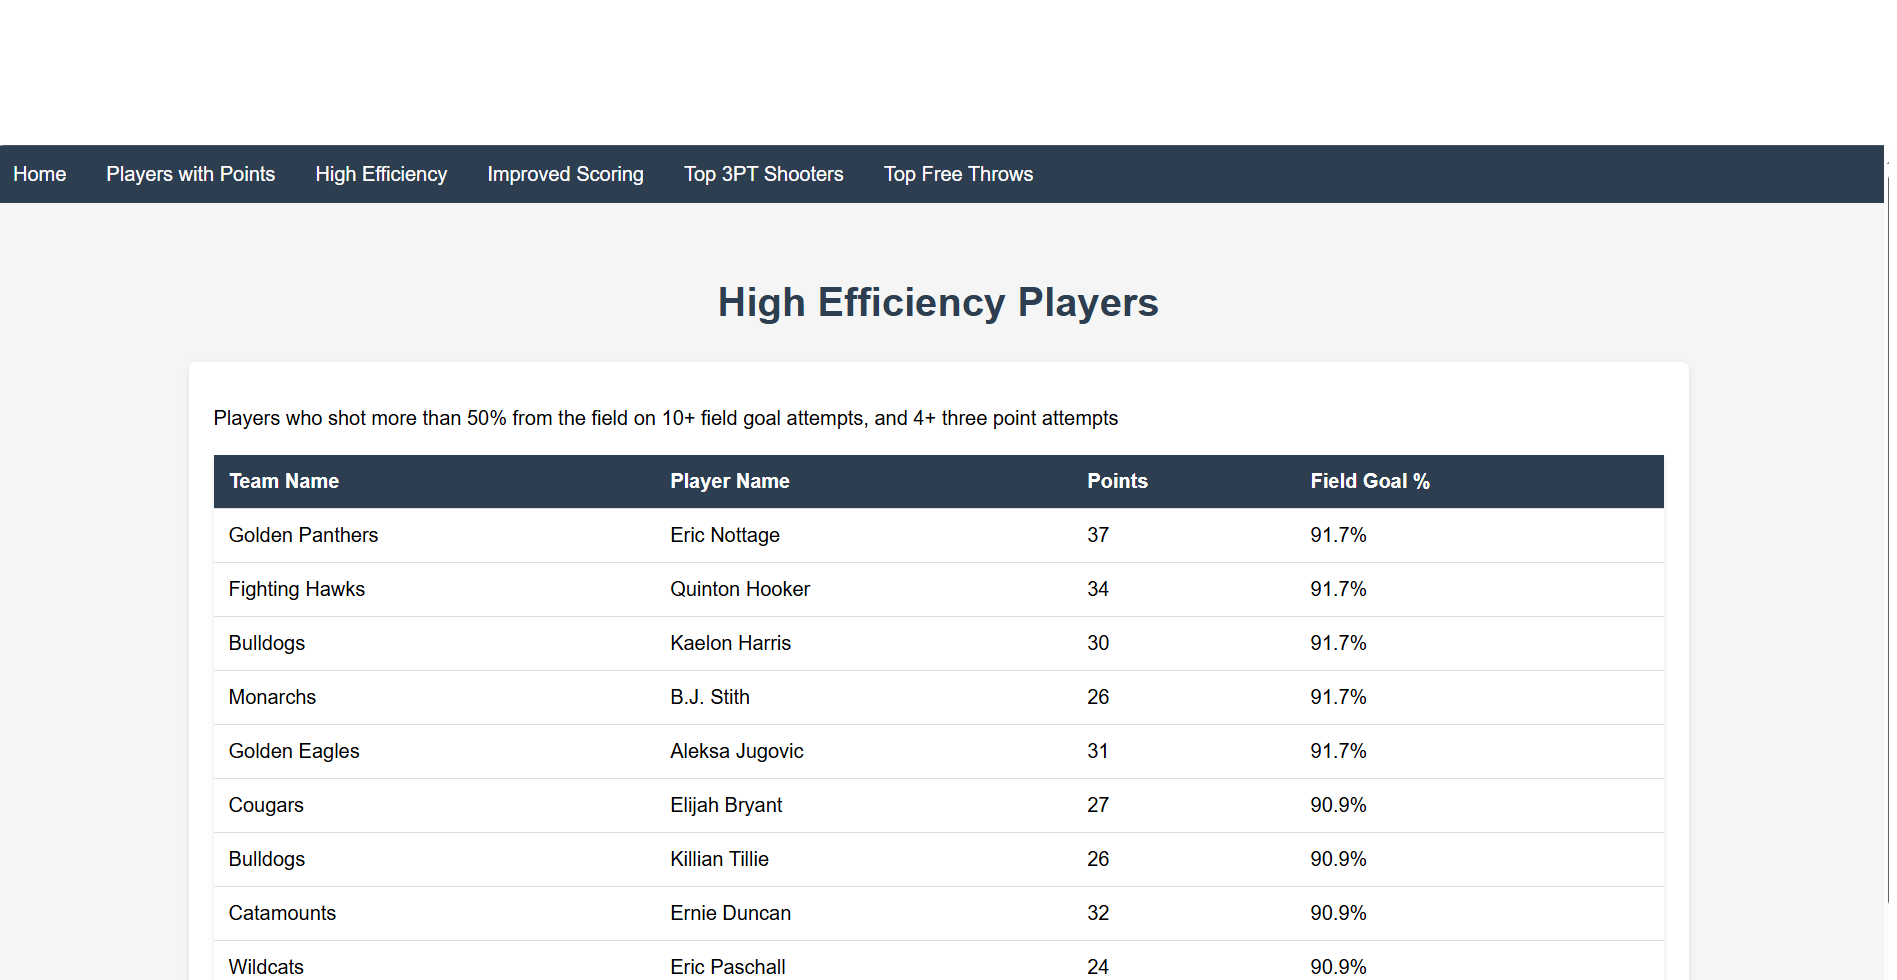 Home Players with Points High Efficiency Improved Scoring Top 3PT Shooters Top Free Throws
High Efficiency Players
Players who shot more than 50% from the field on 10+ field goal attempts, and 4+ three point attempts
Team Name Player Name Points Field Goal %
Golden Panthers Eric Nottage 37 91.7%
Fighting Hawks Quinton Hooker 34 91.7%
Bulldogs Kaelon Harris 30 91.7%
Monarchs B.J. Stith 26 91.7%
Golden Eagles Aleksa Jugovic 31 91.7%
Cougars Elijah Bryant 27 90.9%
Bulldogs Killian Tillie 26 90.9%
Catamounts Ernie Duncan 32 90.9%
Wildcats Eric Paschall 24 90.9%